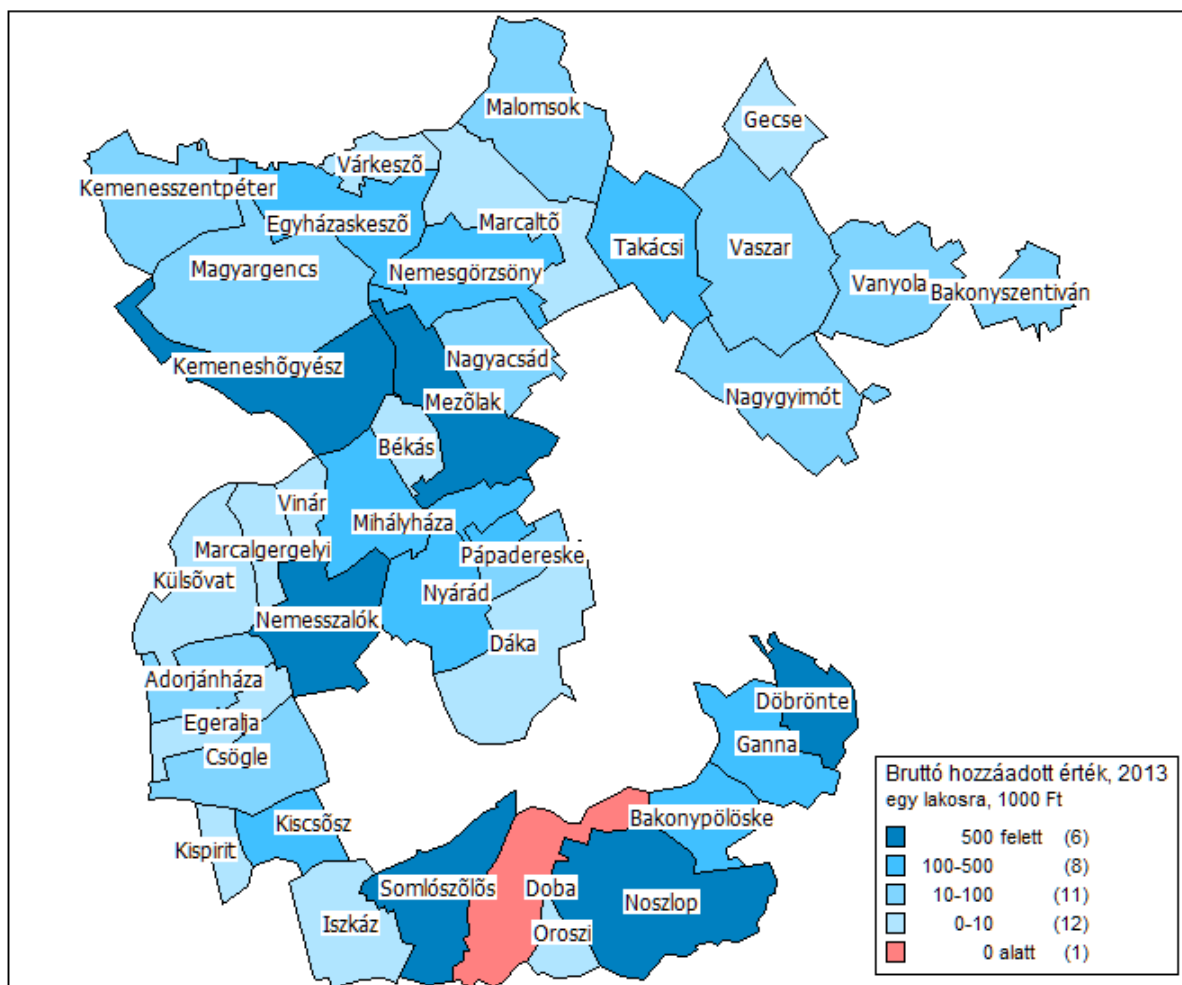 Malomsok
Gecse
Várkeszõ
Kemenesszentpéter
Egyházaskeszõ
Marcaltõ
Takácsi
Vaszar
Magyargencs
Nemesgörzsöny
Vanyola
Bakonyszentiván
Kemeneshõgyész
Nagyacsád
Mezõlak
Nagygyimót
Békás
Vinár
Mihályháza
Marcalgergelyi
Pápadereske
Külsõvat
Nyárád
Nemesszalók
Dáka
Adorjánháza
Döbrönte
Egeralja
Ganna
Csögle
Bakonypölöske
Kiscsõsz
Kispirit
Somlószõlõs
Doba
Noszlop
Iszkáz
Oroszi
Bruttó hozzáadott érték, 2013
egy lakosra, 1000 Ft
500 felett (6)
100-500 (8)
10-100 (11)
0-10 (12)
0 alatt (1)